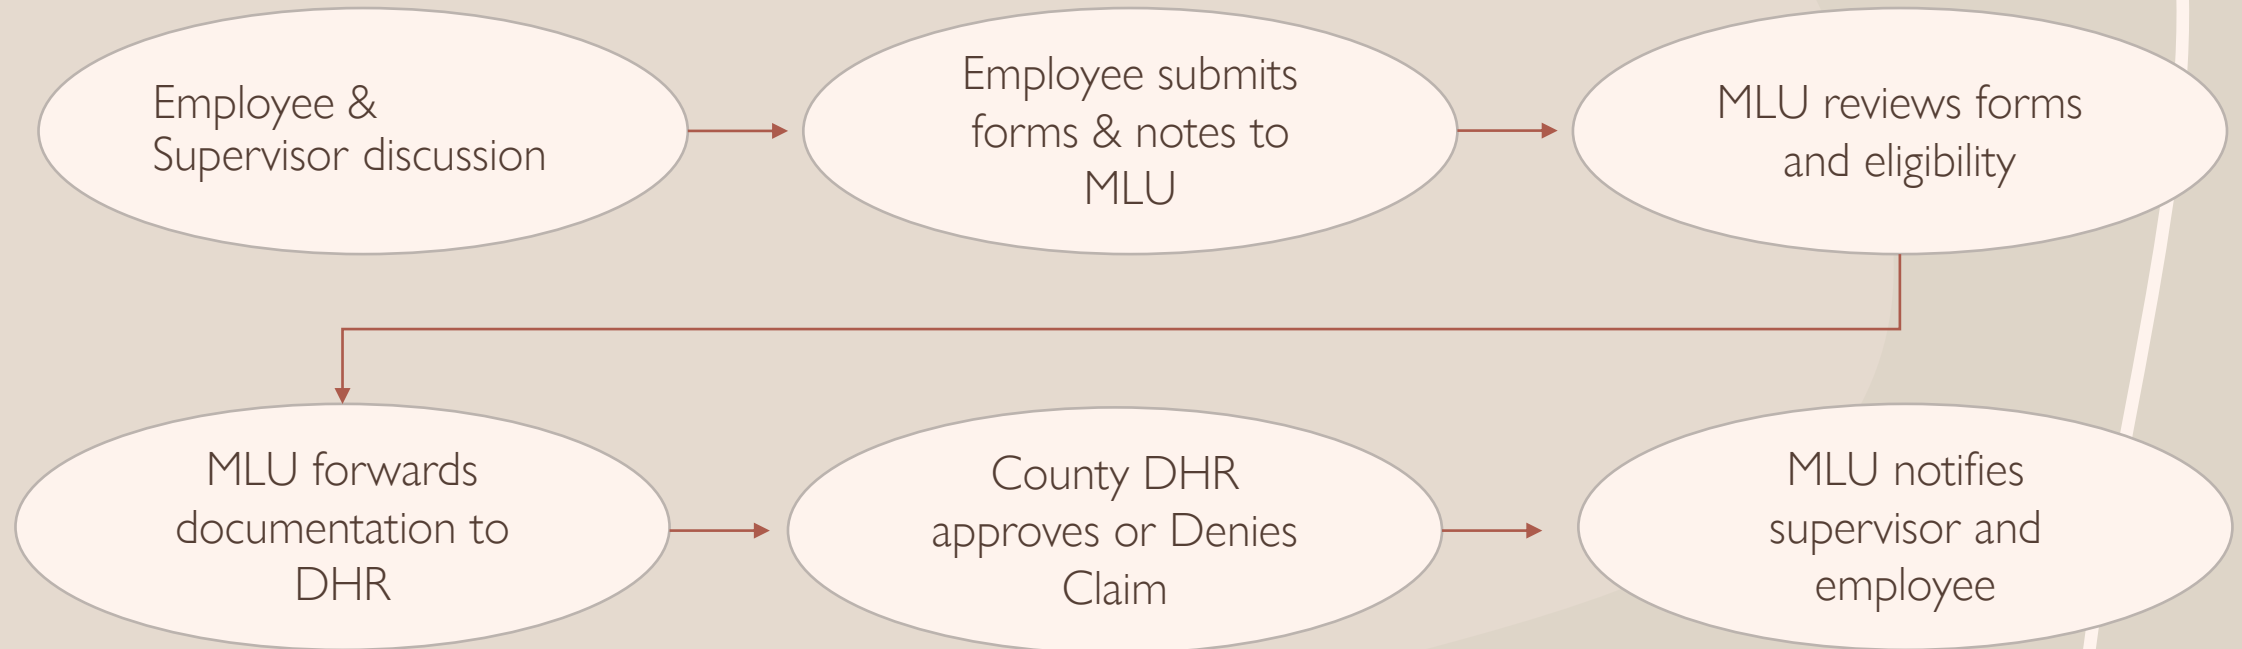 Employee &
Supervisor discussion
Employee submits
forms & notes to
MLU
MLU reviews forms
and eligibility
MLU forwards
documentation to
DHR
County DHR
approves or Denies
Claim
MLU notifies
supervisor and
employee